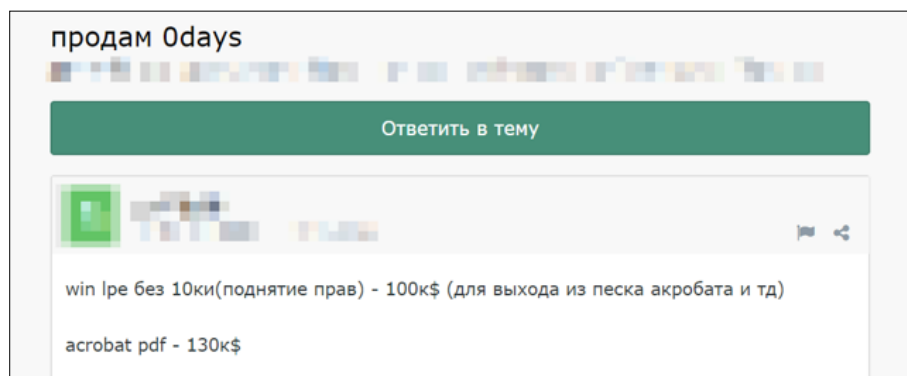 продам 0days
Ответить в тему
win lpe без 10ки(поднятие прав) - 100к$ (для выхода из песка акробата и тд)
acrobat pdf - 130к$